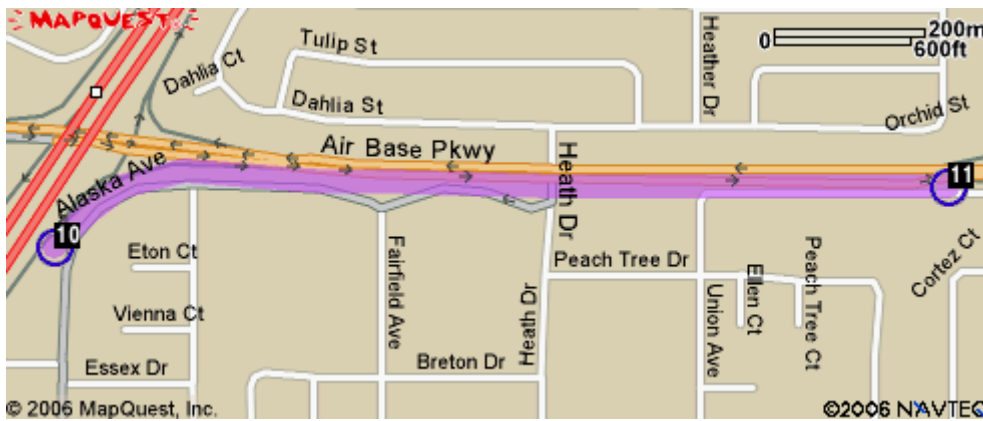 MAPQUEST
Tulip St
Dahlia Ct
Dahlia St
Heather Dr
0 200m
600ft
Orchid St
Air Base Pkwy
Alaska Ave
Heath Dr
11
10
Eton Ct
Fairfield Ave
Peach Tree Dr
Peach Tree Ct
Ellen Ct
Cortez Ct
Vienna Ct
Heath Dr
Union Ave
Essex Dr
Breton Dr
© 2006 MapQuest, Inc.
©2006 NAVTEQ